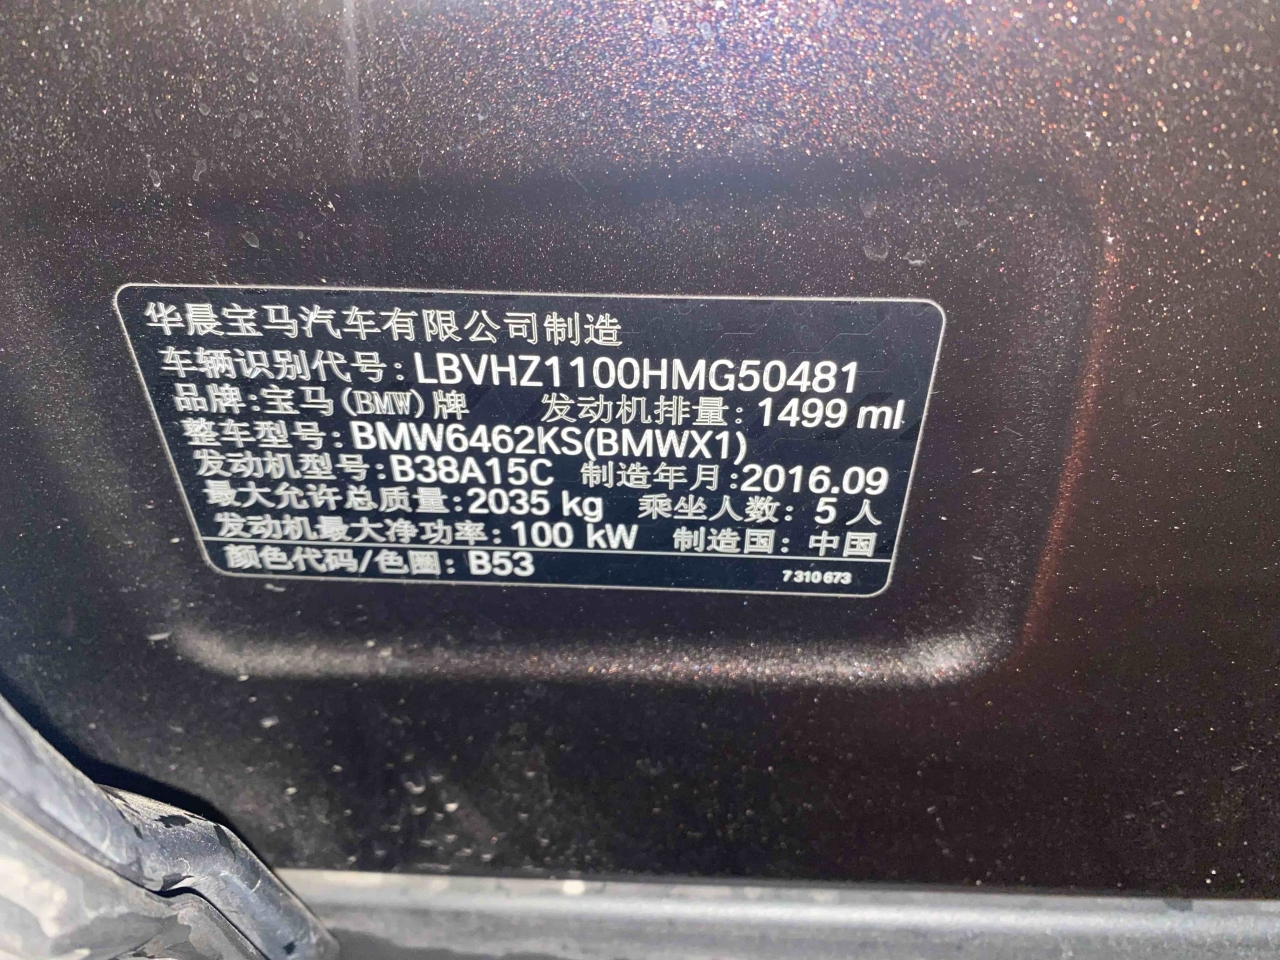 华晨宝马汽车有限公司制造
车辆识别代号: LBVHZ1100HMG50481
品牌: 宝马(BMW)牌 发动机排量: 1499 ml
整车型号: BMW6462KS(BMWX1)
发动机型号: B38A15C 制造年月: 2016.09
最大允许总质量: 2035 kg 乘坐人数: 5 人
发动机最大净功率: 100 kW 制造国: 中国
颜色代码/色圈: B53 7 310 673